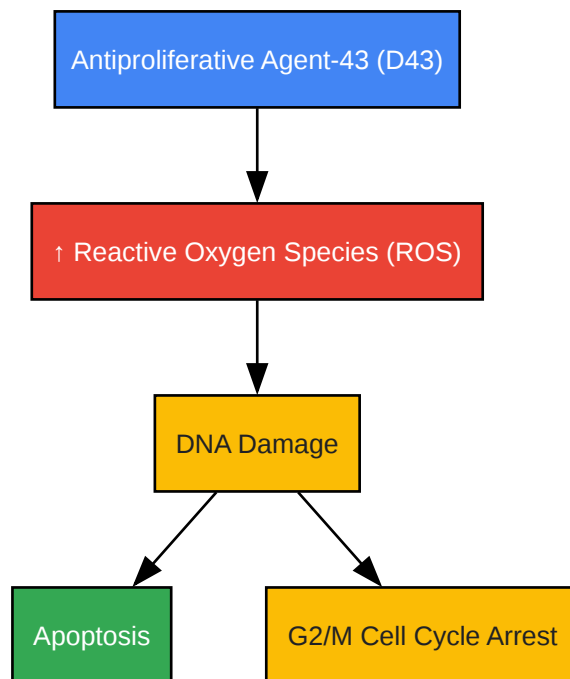 Antiproliferative Agent-43 (D43)
↑ Reactive Oxygen Species (ROS)
DNA Damage
Apoptosis
G2/M Cell Cycle Arrest